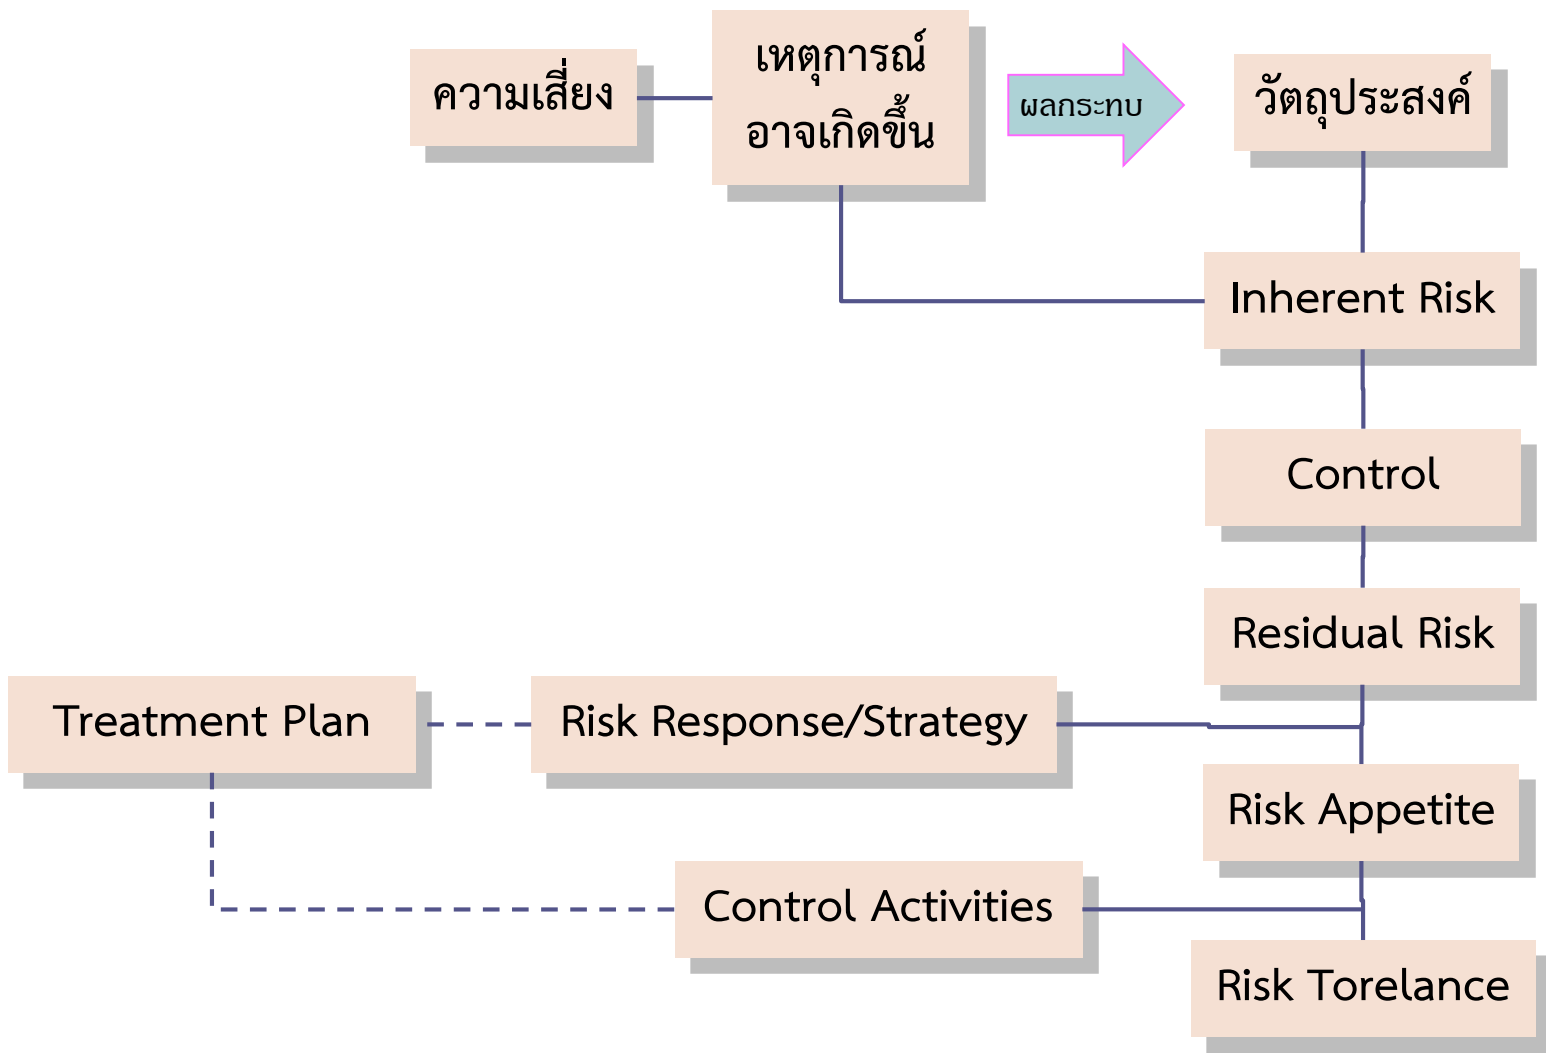 ความเสี่ยง
เหตุการณ์
อาจเกิดขึ้น
ผลกระทบ
วัตถุประสงค์
Inherent Risk
Control
Residual Risk
Treatment Plan
Risk Response/Strategy
Risk Appetite
Control Activities
Risk Torelance